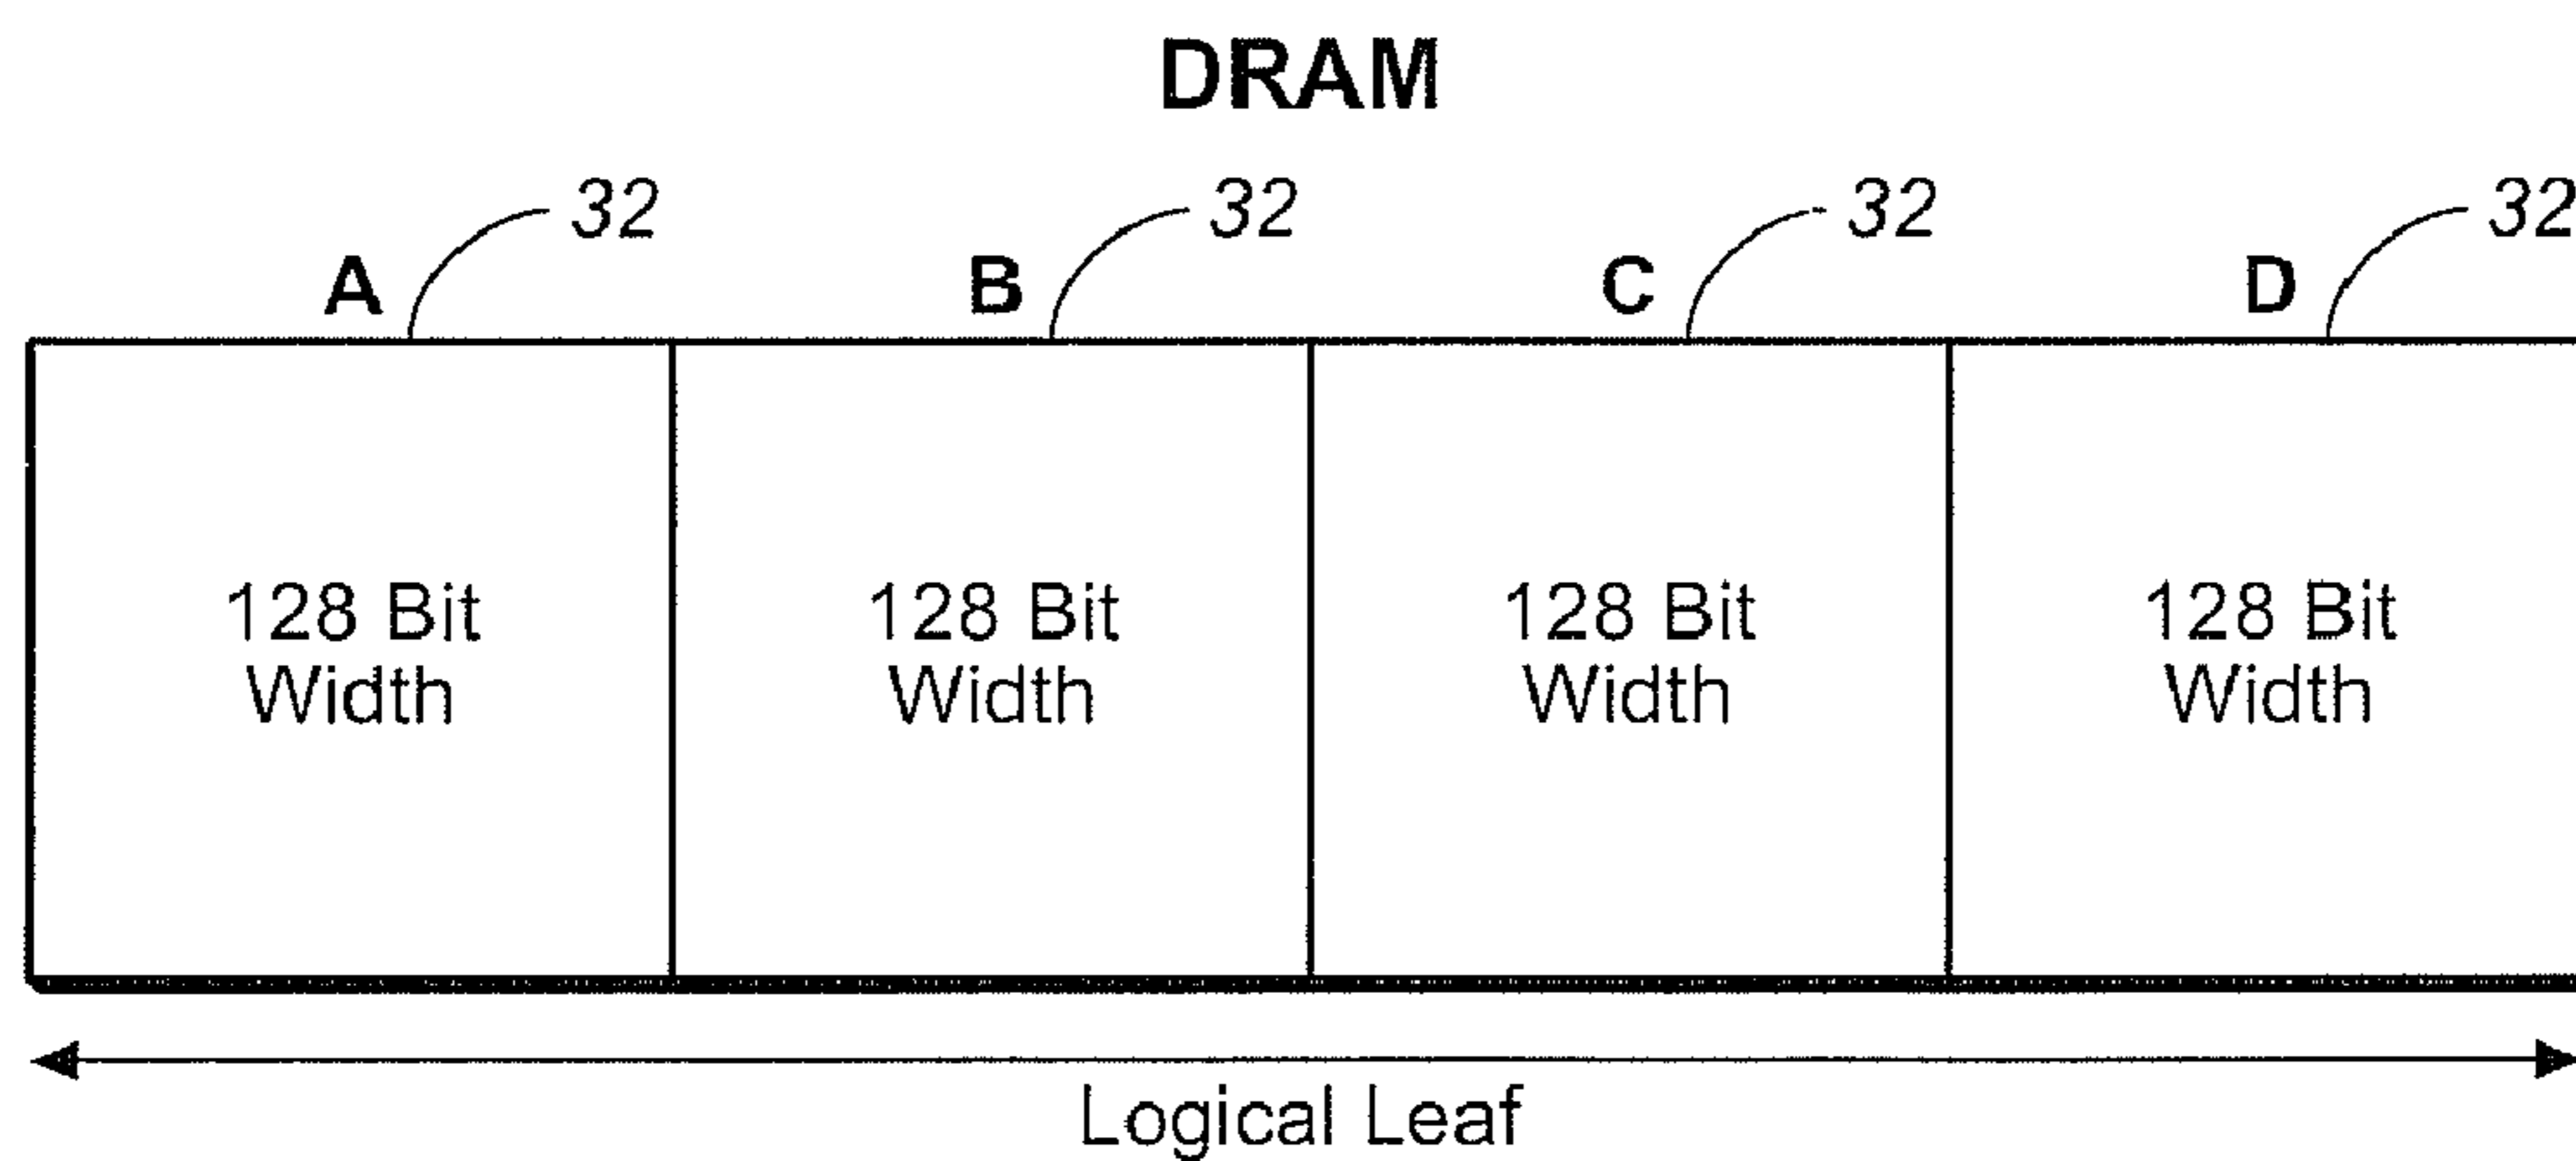 DRAM
32 32 32 32
A B C D
128 Bit 128 Bit 128 Bit 128 Bit
Width Width Width Width
Logical Leaf